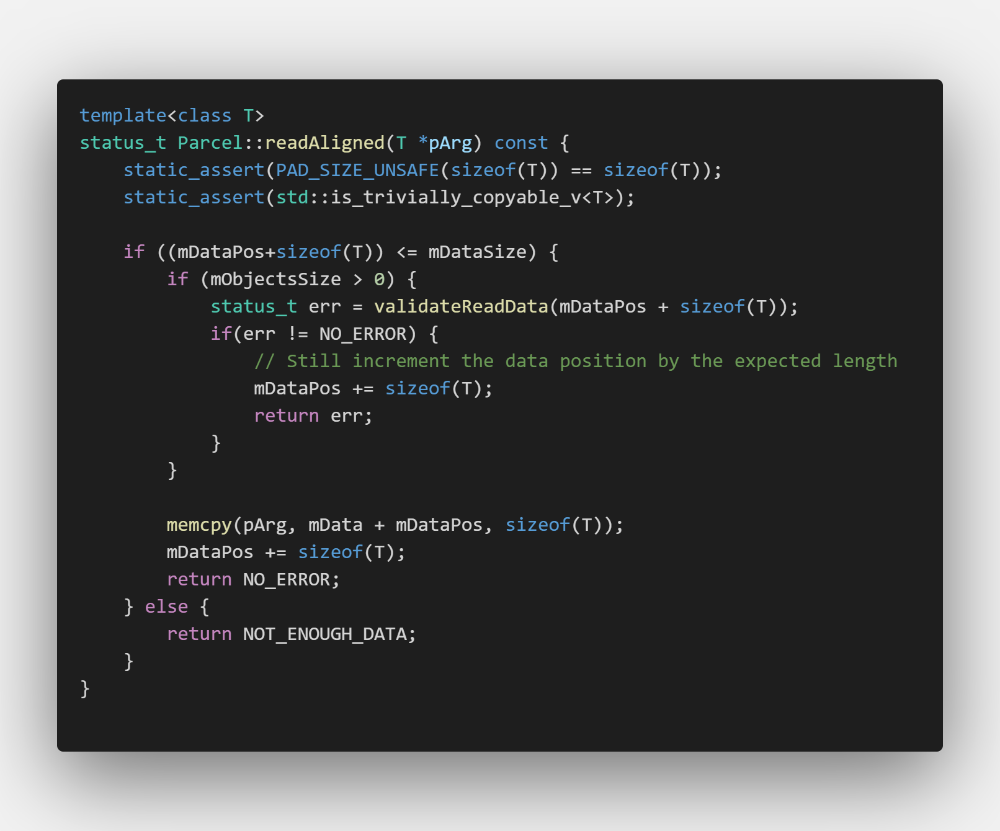 template<class T>
status_t Parcel::readAligned(T *pArg) const {
    static_assert(PAD_SIZE_UNSAFE(sizeof(T)) == sizeof(T));
    static_assert(std::is_trivially_copyable_v<T>);

    if ((mDataPos+sizeof(T)) <= mDataSize) {
        if (mObjectsSize > 0) {
            status_t err = validateReadData(mDataPos + sizeof(T));
            if(err != NO_ERROR) {
                // Still increment the data position by the expected length
                mDataPos += sizeof(T);
                return err;
            }
        }

        memcpy(pArg, mData + mDataPos, sizeof(T));
        mDataPos += sizeof(T);
        return NO_ERROR;
    } else {
        return NOT_ENOUGH_DATA;
    }
}